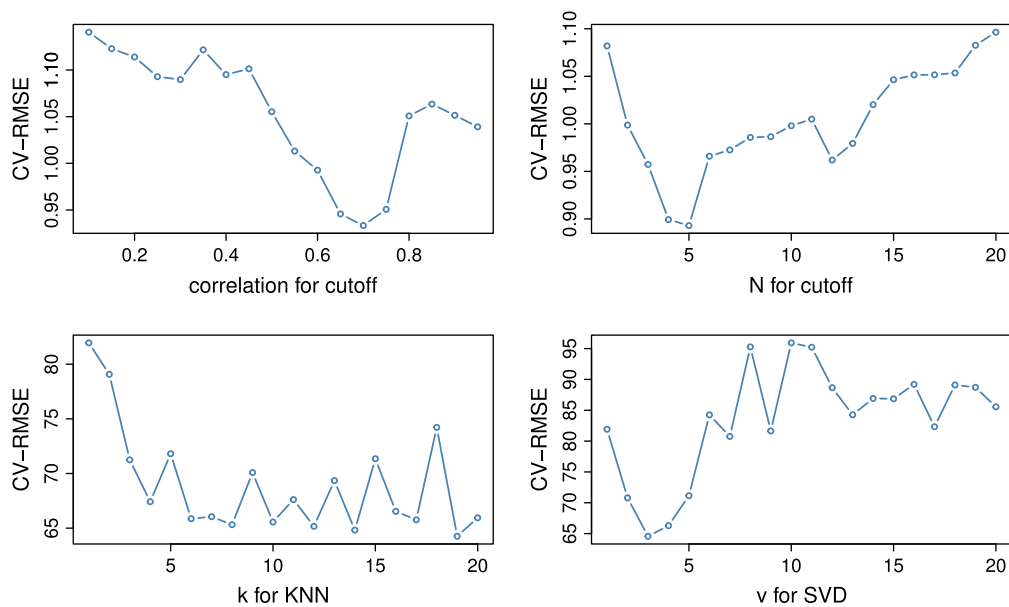 CV−RMSE
0.95 1.00 1.05 1.10
0.2 0.4 0.6 0.8
correlation for cutoff
CV−RMSE
0.90 0.95 1.00 1.05 1.10
5 10 15 20
N for cutoff
CV−RMSE
65 70 75 80
5 10 15 20
k for KNN
CV−RMSE
65 70 75 80 85 90 95
5 10 15 20
v for SVD